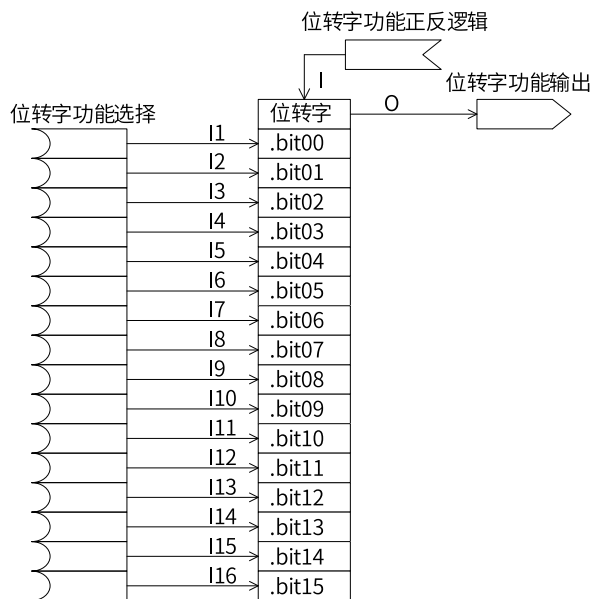 位转字功能正反逻辑
I
位转字功能输出
位转字功能选择
位转字
O
I1
.bit00
I2
.bit01
I3
.bit02
I4
.bit03
I5
.bit04
I6
.bit05
I7
.bit06
I8
.bit07
I9
.bit08
I10
.bit09
I11
.bit10
I12
.bit11
I13
.bit12
I14
.bit13
I15
.bit14
I16
.bit15